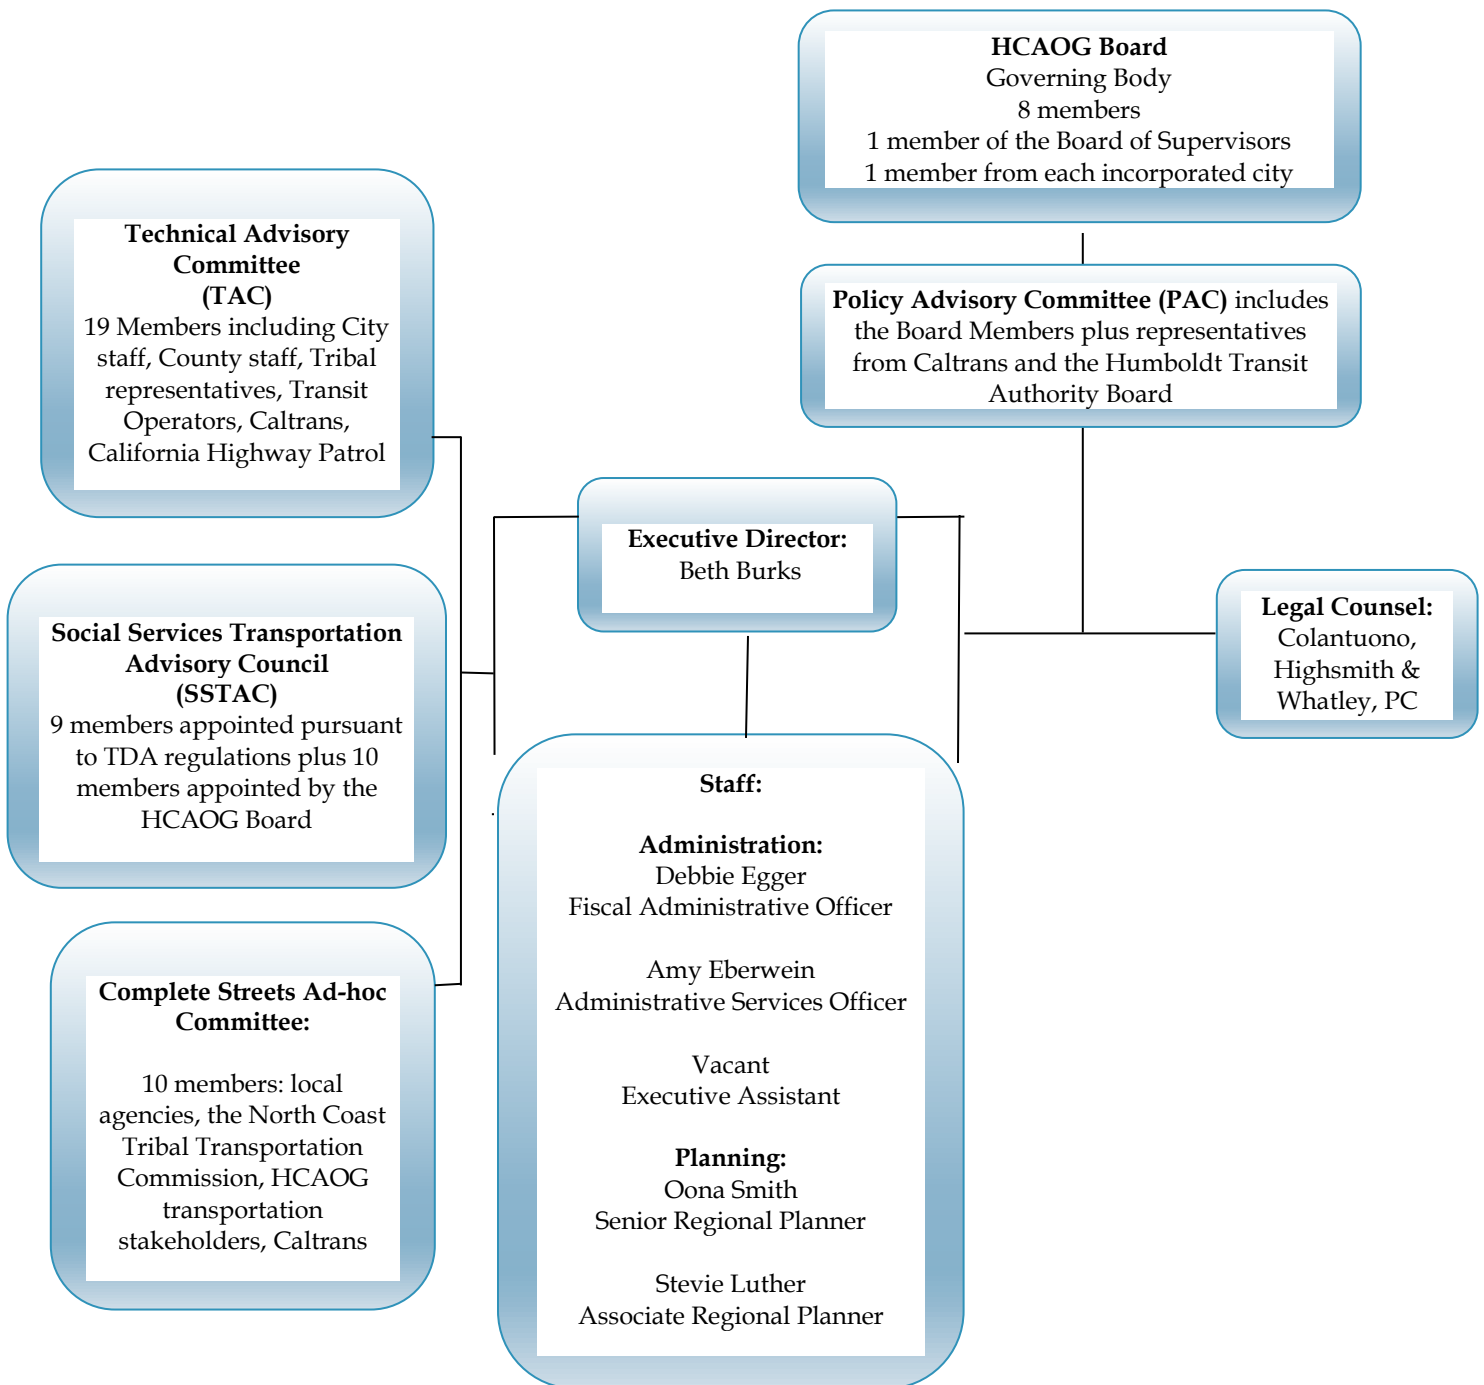 HCAOG Board
Governing Body
8 members
1 member of the Board of Supervisors
1 member from each incorporated city
Policy Advisory Committee (PAC) includes
the Board Members plus representatives
from Caltrans and the Humboldt Transit
Authority Board
Technical Advisory
Committee
(TAC)
19 Members including City
staff, County staff, Tribal
representatives, Transit
Operators, Caltrans,
California Highway Patrol
Executive Director:
Beth Burks
Legal Counsel:
Colantuono,
Highsmith &
Whatley, PC
Social Services Transportation
Advisory Council
(SSTAC)
9 members appointed pursuant
to TDA regulations plus 10
members appointed by the
HCAOG Board
Staff:
Administration:
Debbie Egger
Fiscal Administrative Officer
Amy Eberwein
Administrative Services Officer
Vacant
Executive Assistant
Planning:
Oona Smith
Senior Regional Planner
Stevie Luther
Associate Regional Planner
Complete Streets Ad-hoc
Committee:
10 members: local
agencies, the North Coast
Tribal Transportation
Commission, HCAOG
transportation
stakeholders, Caltrans